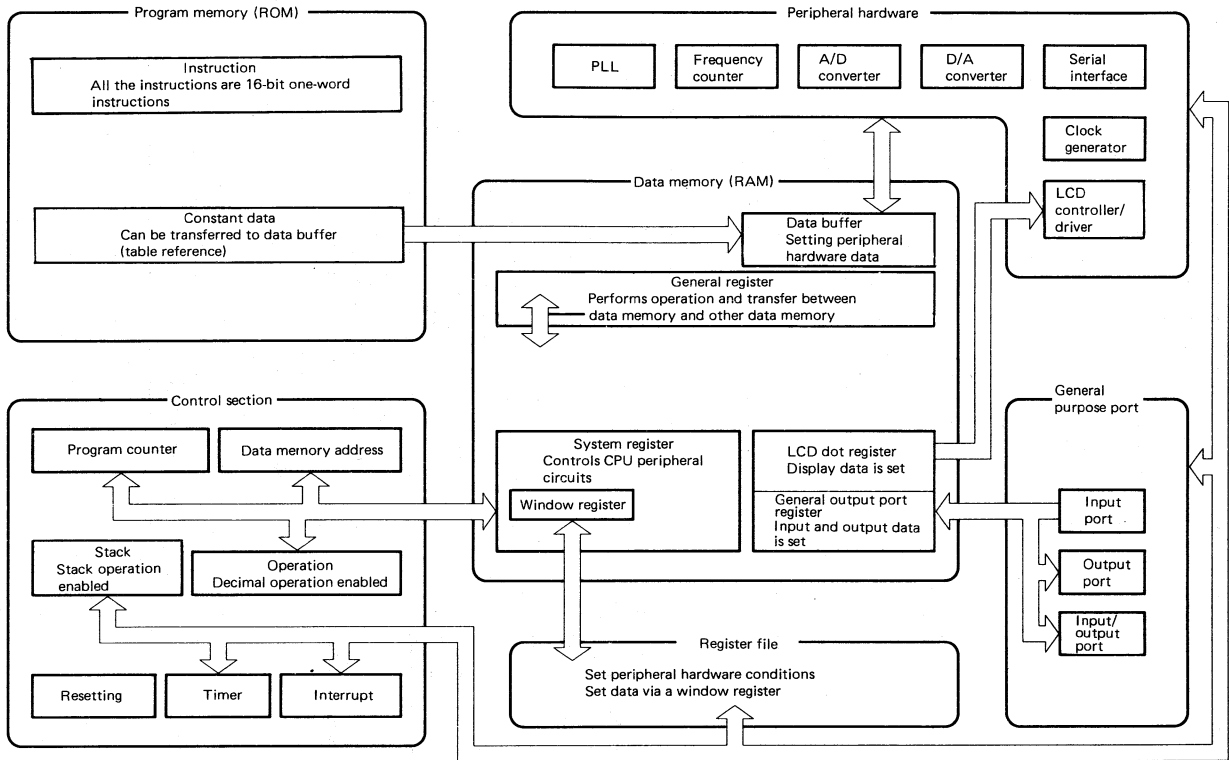 Program memory (ROM)
Instruction
All the instructions are 16-bit one-word
instructions
Constant data
Can be transferred to data buffer
(table reference)
Peripheral hardware
PLL
Frequency
counter
A/D
converter
D/A
converter
Serial
interface
Clock
generator
LCD
controller/
driver
Data memory (RAM)
Data buffer
Setting peripheral
hardware data
General register
Performs operation and transfer between
data memory and other data memory
System register
Controls CPU peripheral
circuits
Window register
LCD dot register
Display data is set
General output port
register
Input and output data
is set
Control section
Program counter
Data memory address
Stack
Stack operation
enabled
Operation
Decimal operation enabled
Resetting
Timer
Interrupt
Register file
Set peripheral hardware conditions
Set data via a window register
General
purpose port
Input
port
Output
port
Input/
output
port